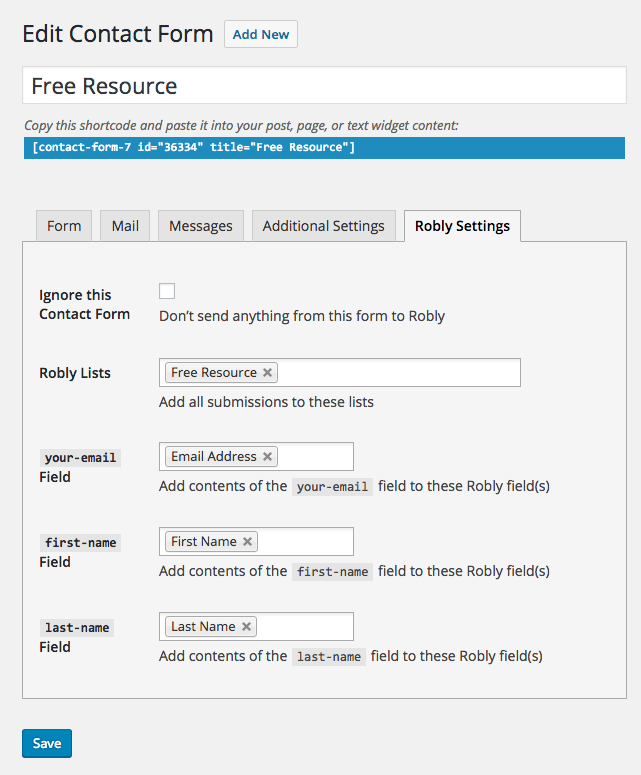 Edit Contact Form Add New
Free Resource
Copy this shortcode and paste it into your post, page, or text widget content:
[contact-form-7 id="36334" title="Free Resource"]
Form Mail Messages Additional Settings Robly Settings
Ignore this
Contact Form
Don’t send anything from this form to Robly
Robly Lists
Free Resource ×
Add all submissions to these lists
your-email
Field
Email Address ×
Add contents of the your-email field to these Robly field(s)
first-name
Field
First Name ×
Add contents of the first-name field to these Robly field(s)
last-name
Field
Last Name ×
Add contents of the last-name field to these Robly field(s)
Save